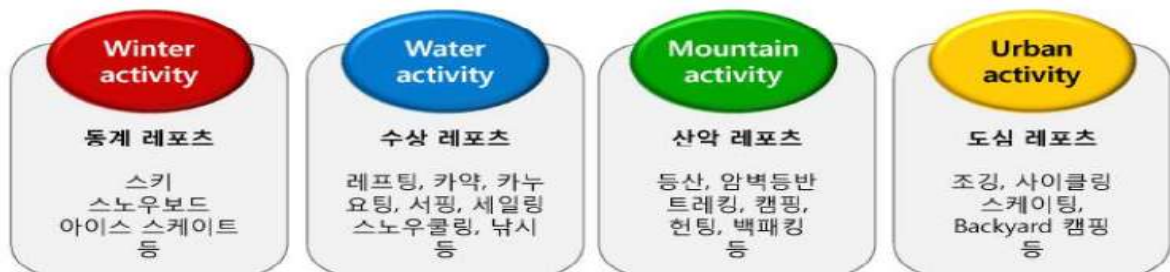 Winter
activity
동계 레포츠
스키
스노우보드
아이스 스케이트
등
Water
activity
수상 레포츠
레프팅, 카약, 카누
요팅, 서핑, 세일링
스노우쿨링, 낚시
등
Mountain
activity
산악 레포츠
등산, 암벽등반
트레킹, 캠핑,
헌팅, 백패킹
등
Urban
activity
도심 레포츠
조깅, 사이클링
스케이팅,
Backyard 캠핑
등